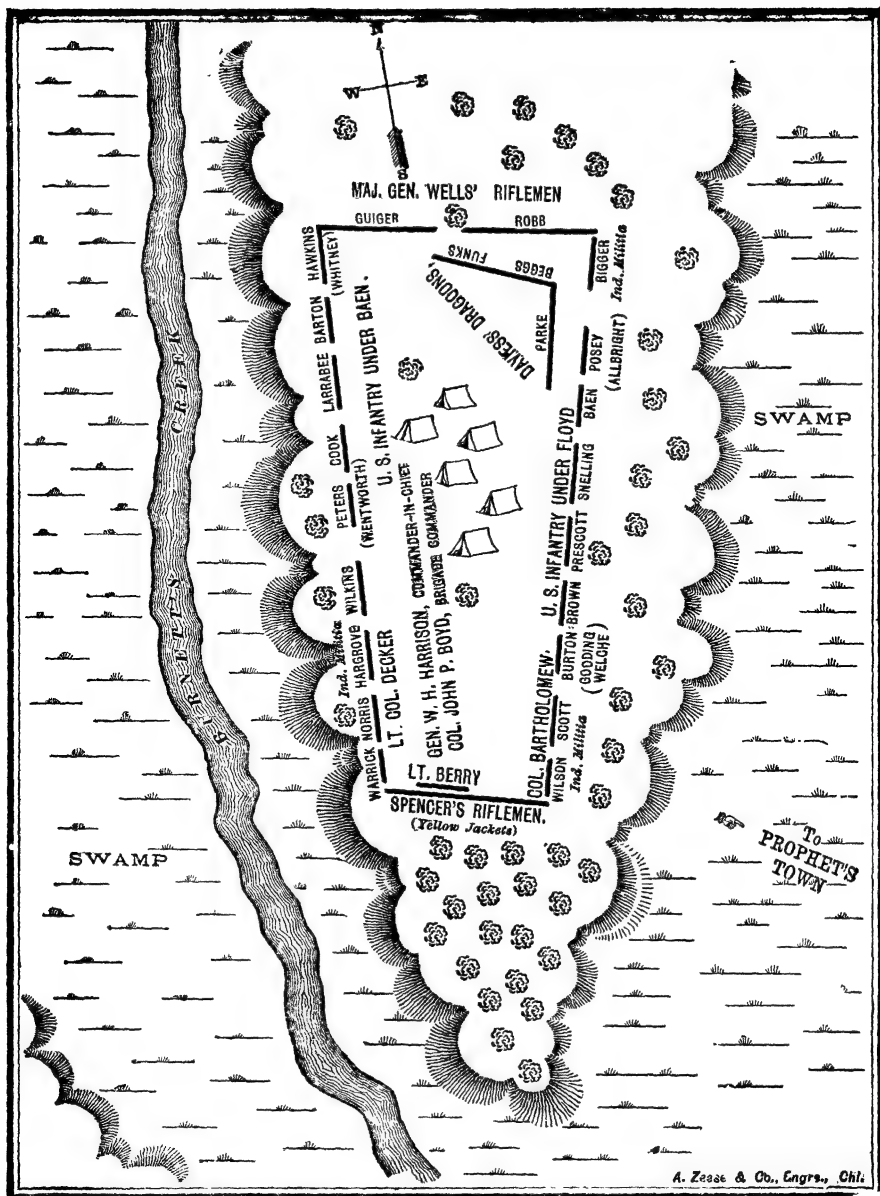 N
W E
S
MAJ. GEN. WELLS' RIFLEMEN
GUIGER
ROBB
HAWKINS
(WHITNEY)
BARTON
LARRABEE
COOK
PETERS
(WENTWORTH)
WILKINS
HARGROVE
Ind. Militia
NORRIS
WARRICK
U. S. INFANTRY UNDER BAEN.
LT. COL. DECKER
FUNKS
BEGGS
PARKE
DAVIESS' DRAGOONS
BIGGER
Ind. Militia
POSEY
(ALLBRIGHT)
BAEN
SNELLING
PRESCOTT
BROWN
BURTON
(GOODING
WELCHE)
SCOTT
WILSON
Ind. Militia
U. S. INFANTRY UNDER FLOYD
COL. BARTHOLOMEW.
GEN. W. H. HARRISON, COMMANDER-IN-CHIEF
COL. JOHN P. BOYD, BRIGADE COMMANDER
LT. BERRY
SPENCER'S RIFLEMEN.
(Yellow Jackets)
BURNETTS CREEK
SWAMP
SWAMP
To
PROPHET'S
TOWN
A. Zeese & Co., Engrs., Chi.